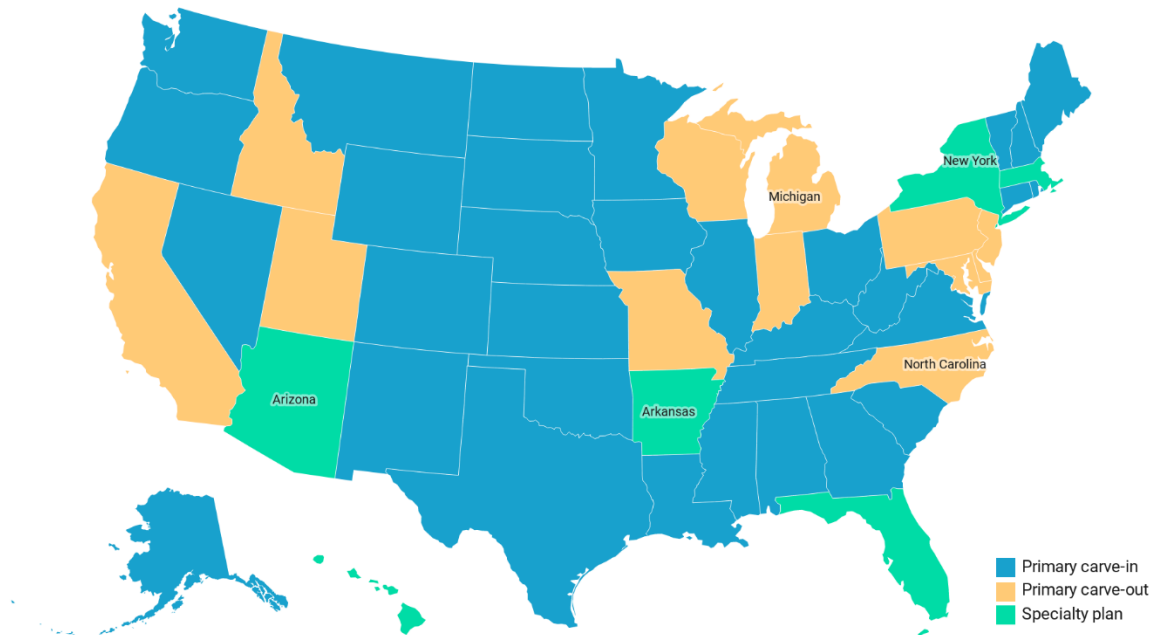 New York
Michigan
North Carolina
Arizona
Arkansas
Primary carve-in
Primary carve-out
Specialty plan